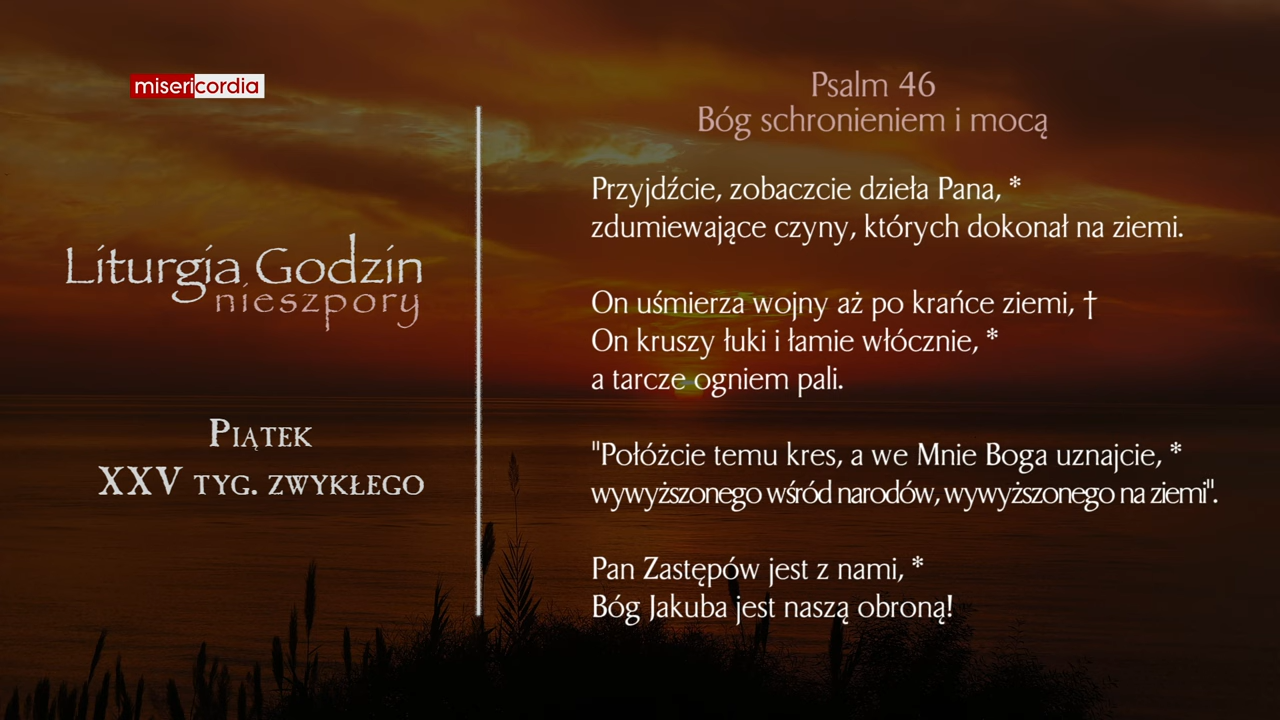 misericordia
Liturgia Godzin
nieszpory
Piątek
XXV tyg. zwykłego
Psalm 46
Bóg schronieniem i mocą
Przyjdźcie, zobaczcie dzieła Pana, *
zdumiewające czyny, których dokonał na ziemi.
On uśmierza wojny aż po krańce ziemi, †
On kruszy łuki i łamie włócznie, *
a tarcze ogniem pali.
"Połóżcie temu kres, a we Mnie Boga uznajcie, *
wywyższonego wśród narodów, wywyższonego na ziemi".
Pan Zastępów jest z nami, *
Bóg Jakuba jest naszą obroną!